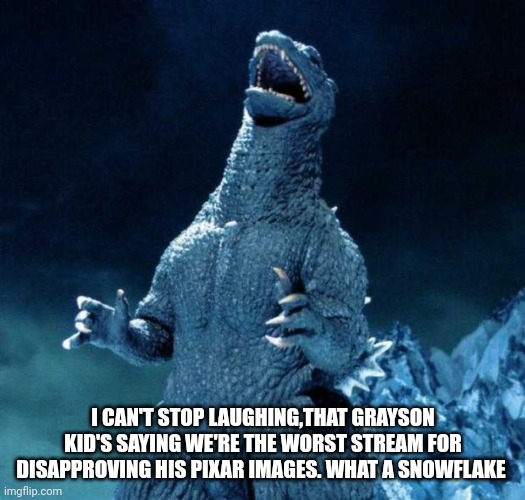 I CAN'T STOP LAUGHING,THAT GRAYSON
KID'S SAYING WE'RE THE WORST STREAM FOR
DISAPPROVING HIS PIXAR IMAGES. WHAT A SNOWFLAKE
imgflip.com